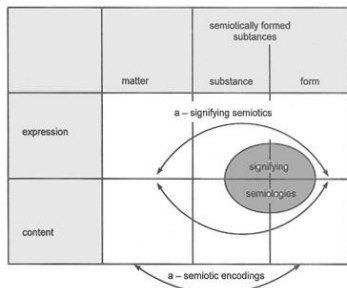 semiotically formed
subtances
matter
substance
form
expression
a – signifying semiotics
signifying
semiologies
content
a – semiotic encodings